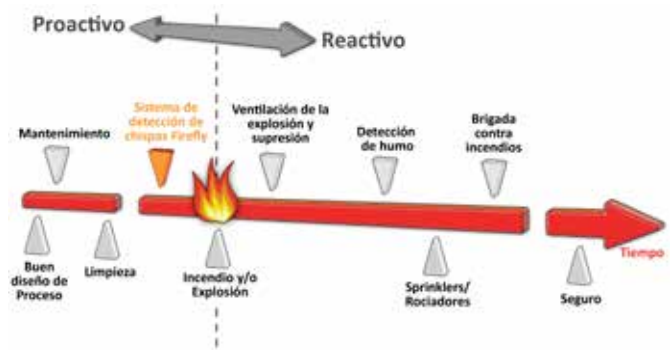 Proactivo
Reactivo
Sistema de
detección de
chispas Firefly
Ventilación de la
explosión y
supresión
Brigada
contra
incendios
Mantenimiento
Detección
de humo
Tiempo
Buen
diseño de
Proceso
Limpieza
Incendio y/o
Explosión
Sprinklers/
Rociadores
Seguro